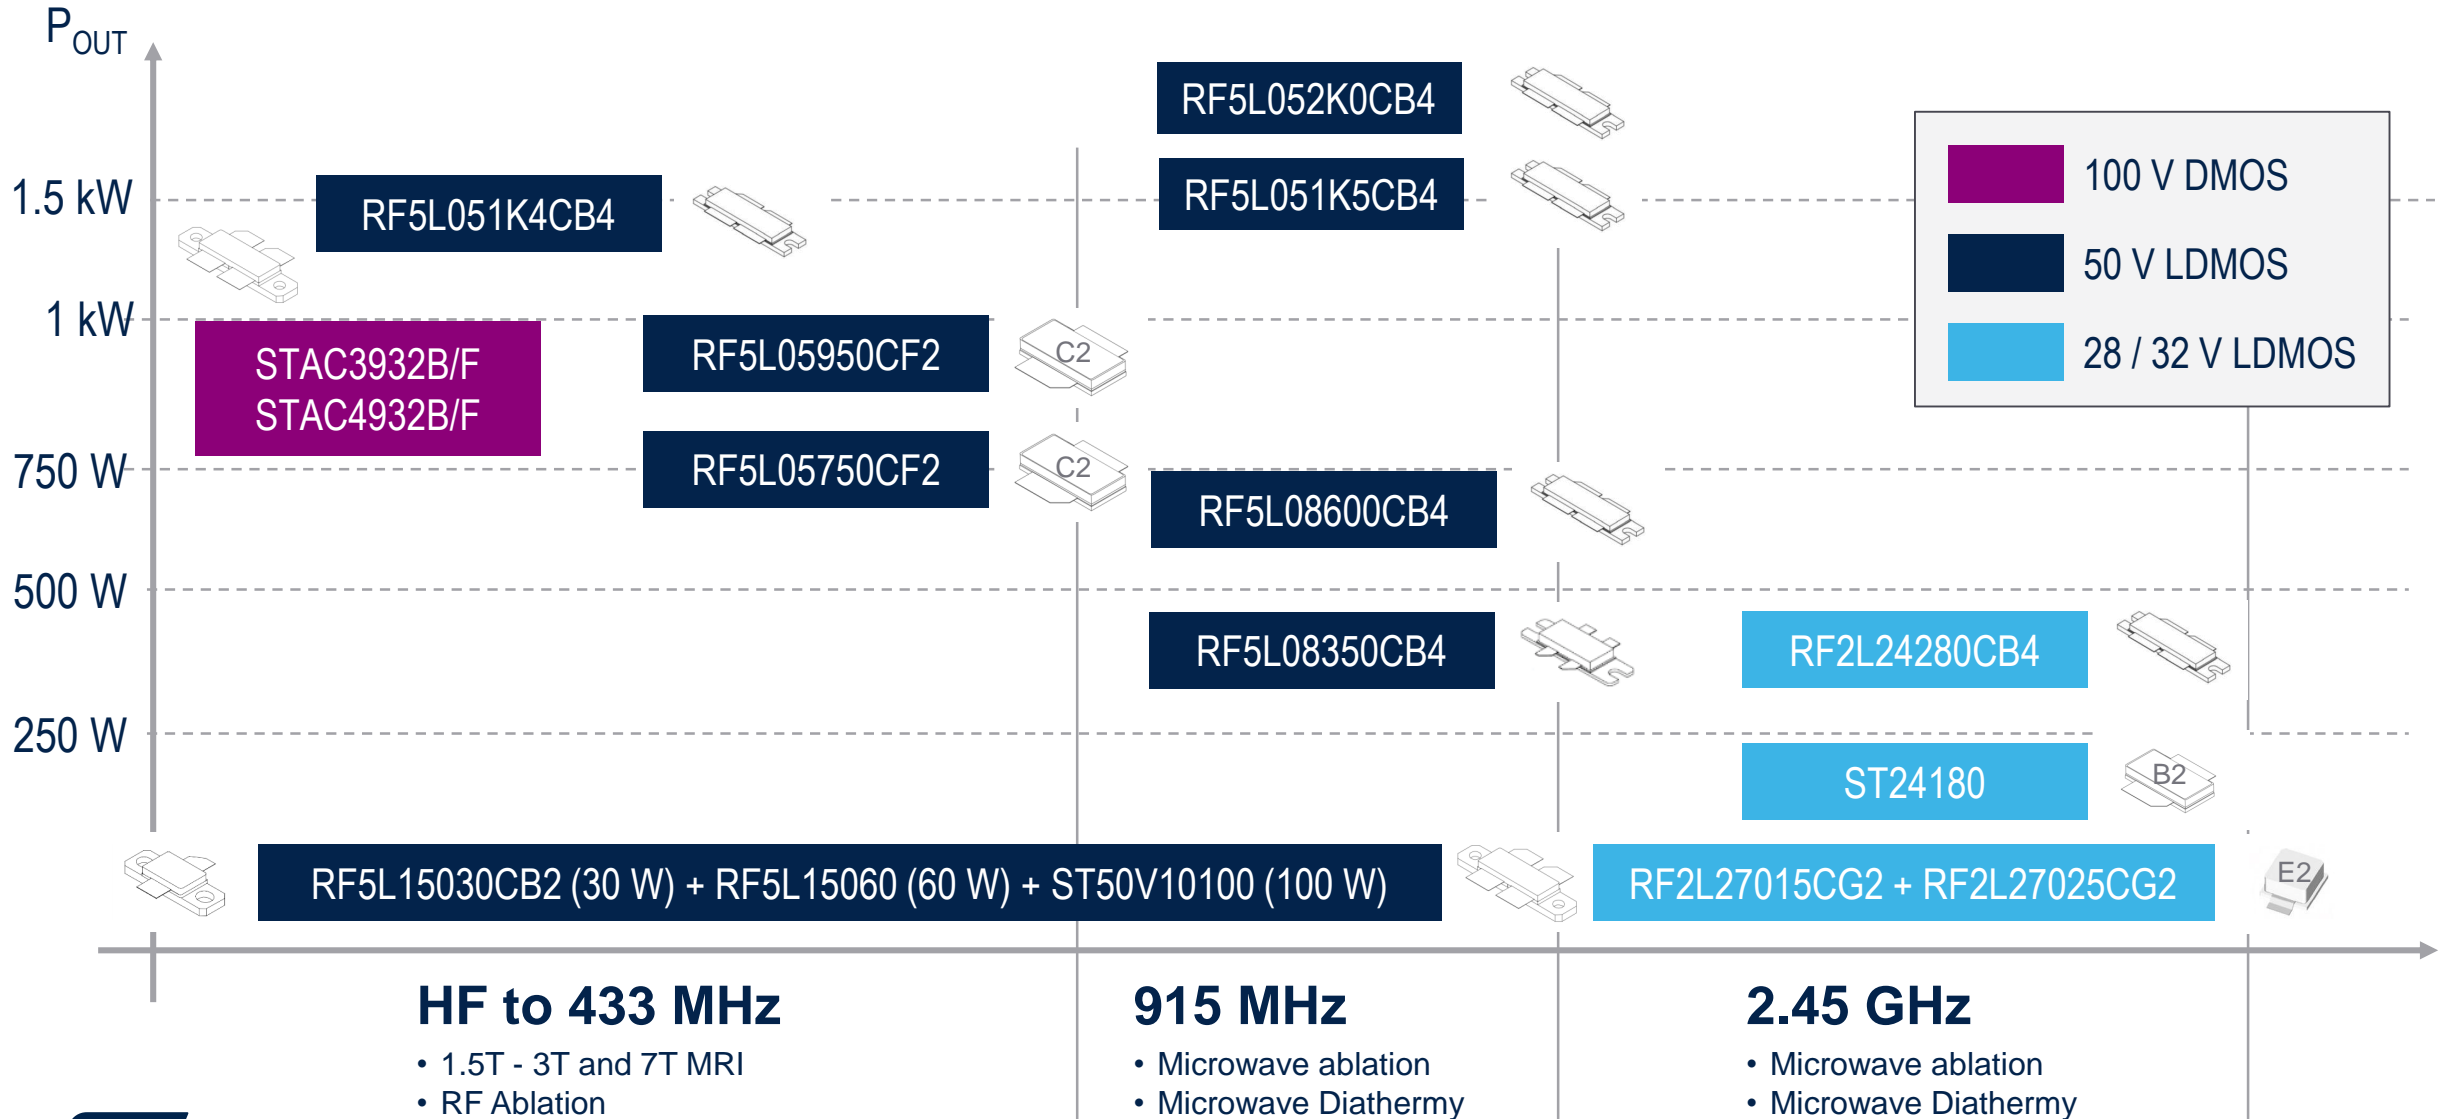 POUT
RF5L052K0CB4
1.5 kW
RF5L051K4CB4
RF5L051K5CB4
100 V DMOS
50 V LDMOS
28 / 32 V LDMOS
1 kW
STAC3932B/F
STAC4932B/F
RF5L05950CF2
C2
750 W
RF5L05750CF2
C2
RF5L08600CB4
500 W
RF5L08350CB4
RF2L24280CB4
250 W
ST24180
B2
RF5L15030CB2 (30 W) + RF5L15060 (60 W) + ST50V10100 (100 W)
RF2L27015CG2 + RF2L27025CG2
E2
HF to 433 MHz
• 1.5T - 3T and 7T MRI
• RF Ablation
915 MHz
• Microwave ablation
• Microwave Diathermy
2.45 GHz
• Microwave ablation
• Microwave Diathermy